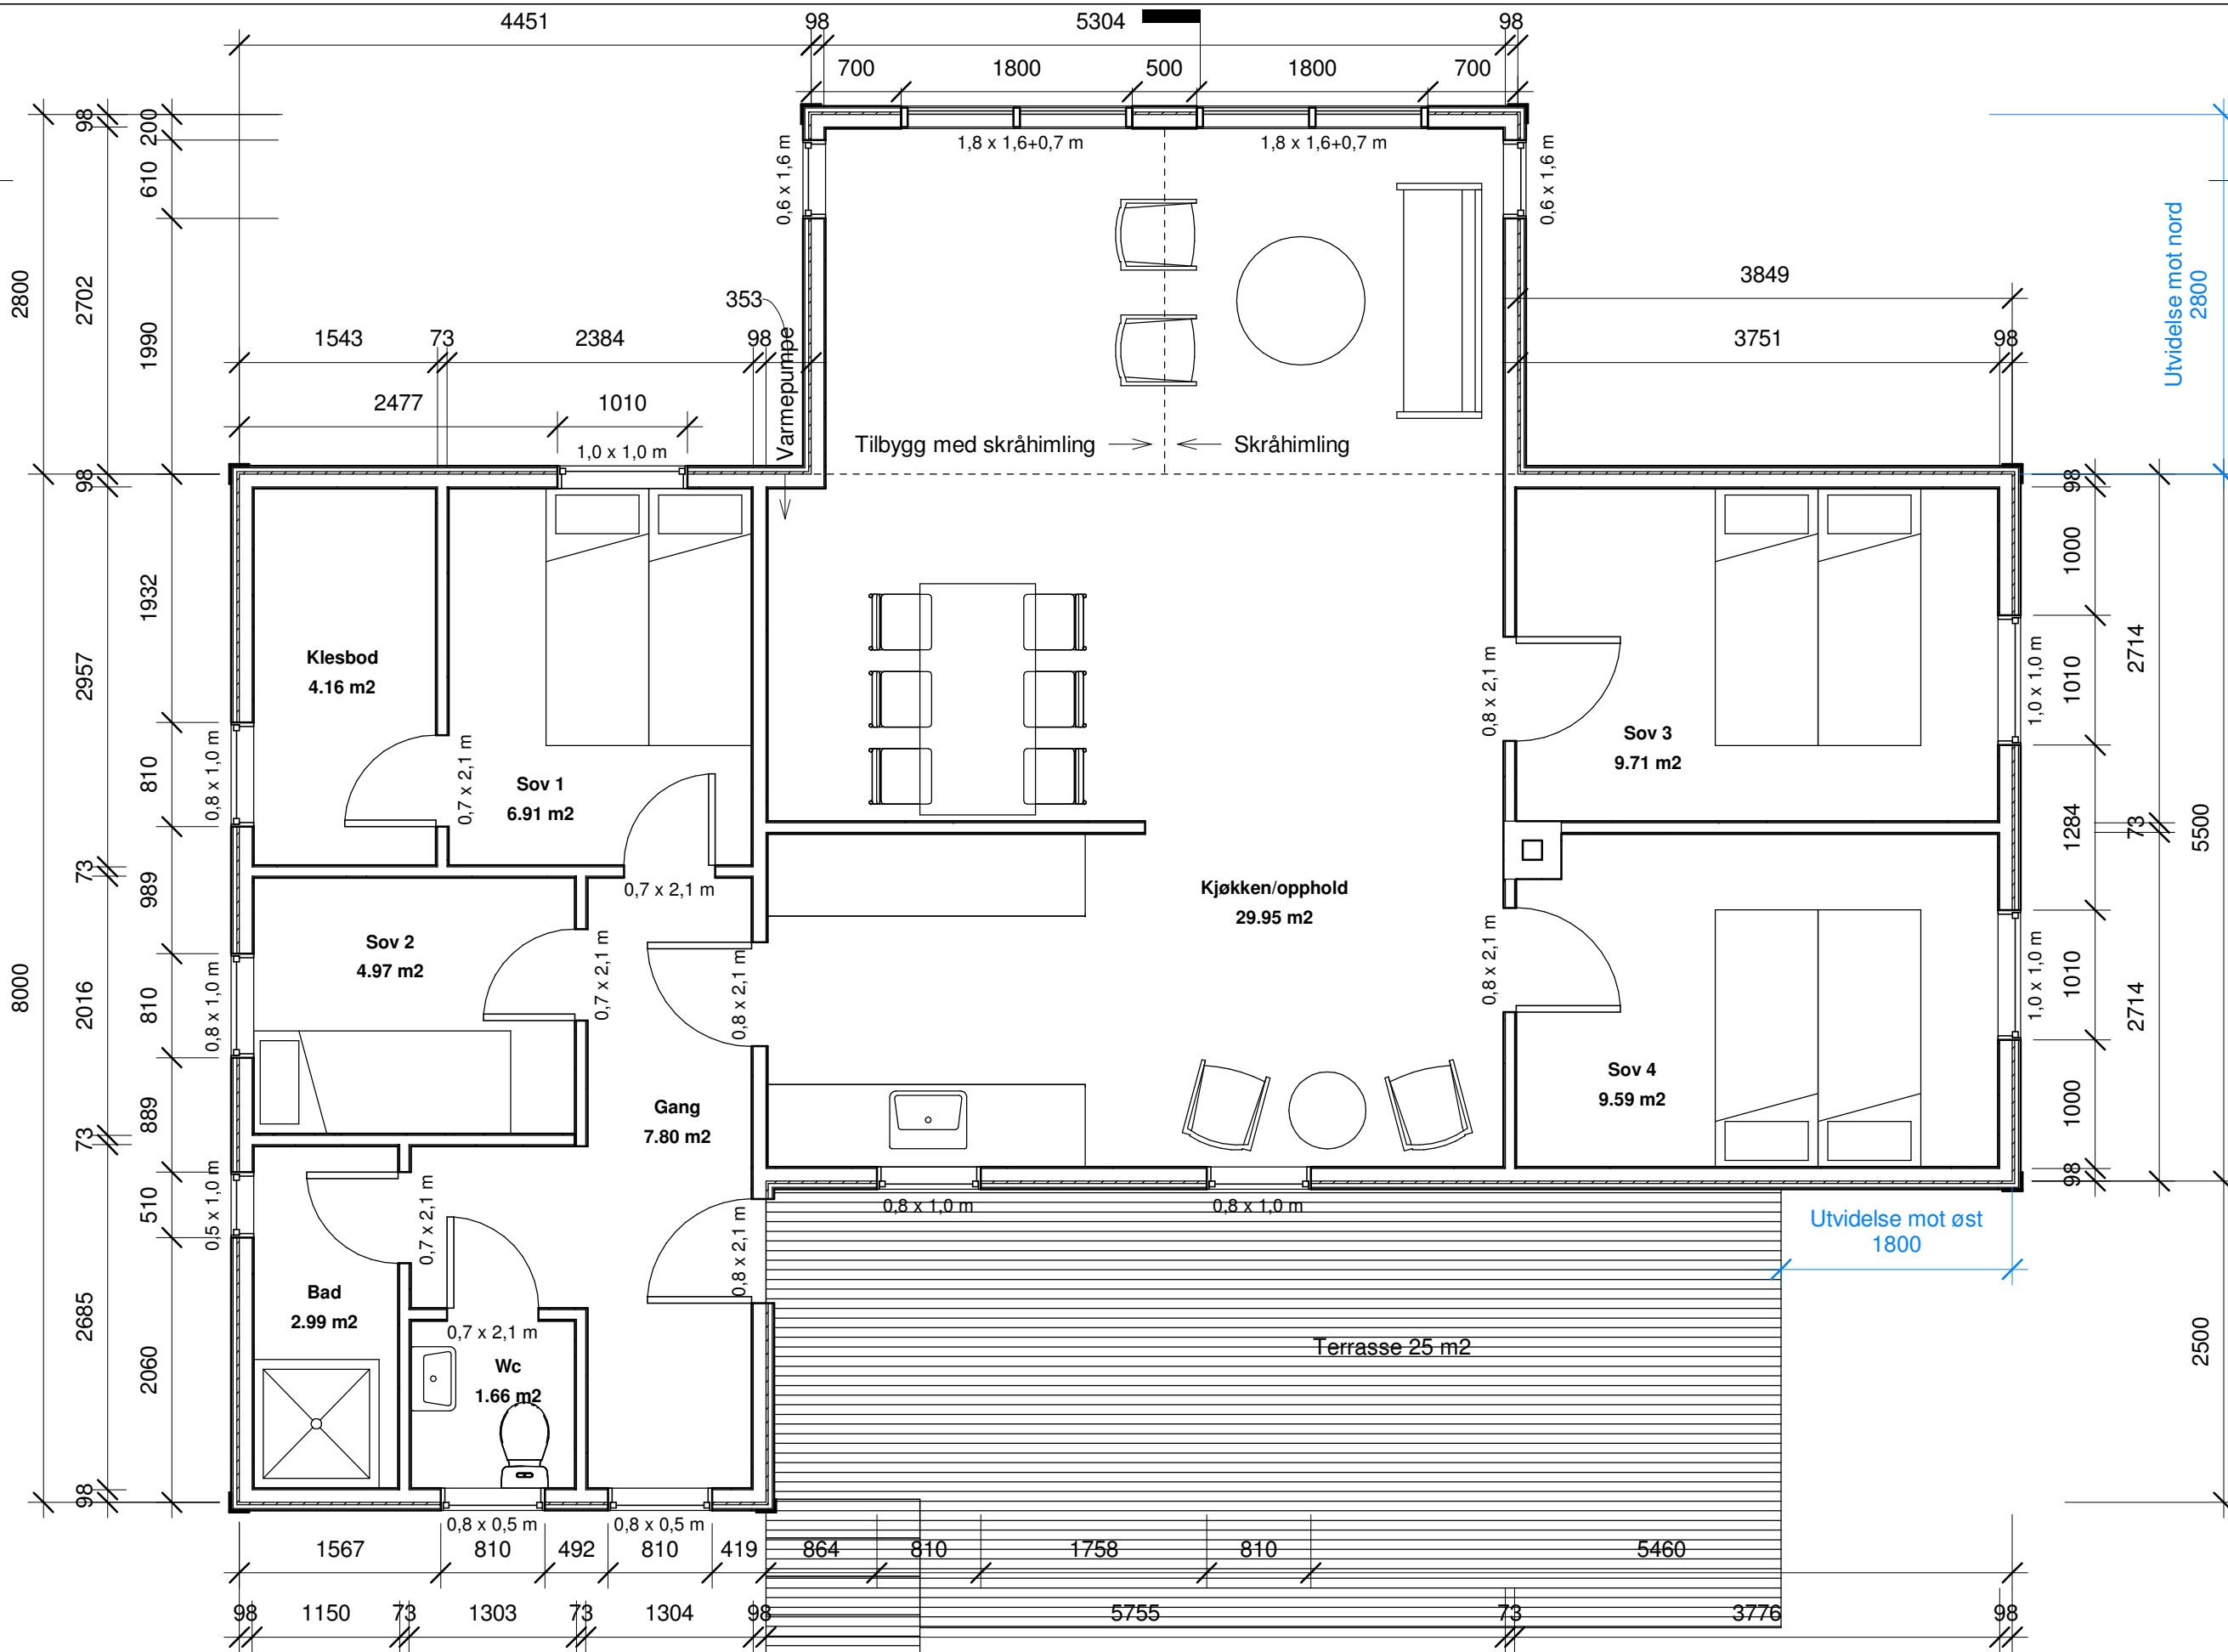 4451
98
5304
98
700
1800
500
1800
700
98
200
610
2702
2800
1990
0,6 x 1,6 m
1,8 x 1,6+0,7 m
1,8 x 1,6+0,7 m
0,6 x 1,6 m
Utvidelse mot nord
2800
353
1543
73
2384
98
Varmepumpe
3849
3751
98
2477
1010
1,0 x 1,0 m
Tilbygg med skråhimling
Skråhimling
98
98
1932
2957
810
0,8 x 1,0 m
Klesbod
4.16 m2
0,7 x 2,1 m
Sov 1
6.91 m2
0,7 x 2,1 m
0,8 x 2,1 m
Sov 3
9.71 m2
1,0 x 1,0 m
1000
1010
2714
1284
73
5500
73
989
8000
2016
810
0,8 x 1,0 m
Sov 2
4.97 m2
0,7 x 2,1 m
0,8 x 2,1 m
Kjøkken/opphold
29.95 m2
0,8 x 2,1 m
Sov 4
9.59 m2
1,0 x 1,0 m
1010
2714
1000
98
889
73
510
0,5 x 1,0 m
Gang
7.80 m2
0,7 x 2,1 m
0,8 x 2,1 m
0,8 x 1,0 m
0,8 x 1,0 m
Utvidelse mot øst
1800
2685
2060
Bad
2.99 m2
0,7 x 2,1 m
Wc
1.66 m2
Terrasse 25 m2
2500
98
0,8 x 0,5 m
0,8 x 0,5 m
1567
810
492
810
419
864
810
1758
810
5460
98
1150
73
1303
73
1304
98
5755
73
3776
98